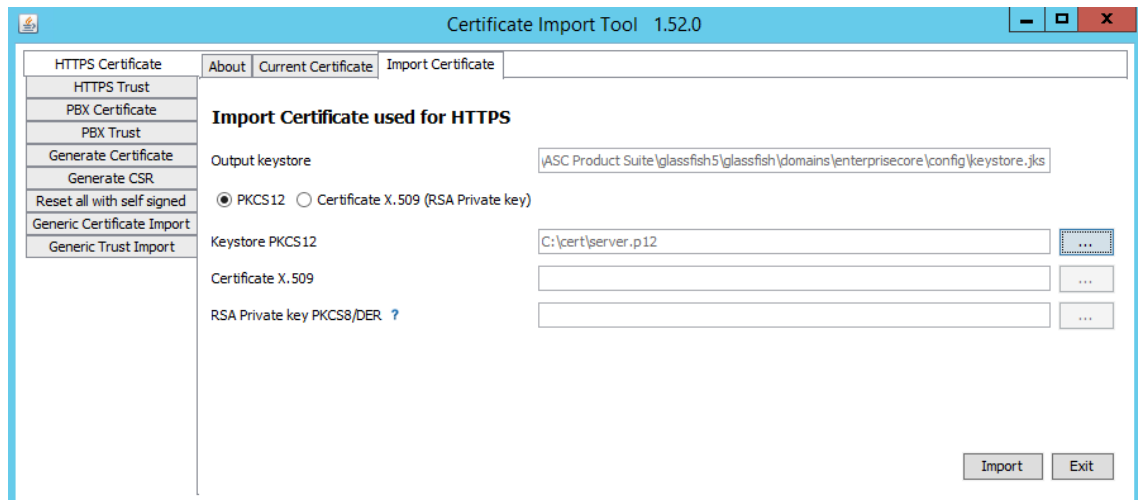 Certificate Import Tool 1.52.0
HTTPS Certificate
HTTPS Trust
PBX Certificate
PBX Trust
Generate Certificate
Generate CSR
Reset all with self signed
Generic Certificate Import
Generic Trust Import
About Current Certificate Import Certificate
Import Certificate used for HTTPS
Output keystore \ASC Product Suite\glassfish5\glassfish\domains\enterprisecore\config\keystore.jks
PKCS12 Certificate X.509 (RSA Private key)
Keystore PKCS12 C:\cert\server.p12 ...
Certificate X.509 ...
RSA Private key PKCS8/DER ? ...
Import Exit